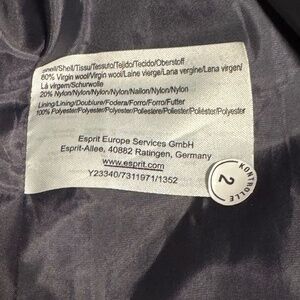 Shell/Shell/Tissu/Tessuto/Tejido/Tecido/Oberstoff
80% Virgin wool/Virgin wool/Laine vierge/Lana vergine/Lana virgen/
Lã virgem/Schurwolle
20% Nylon/Nylon/Nylon/Nylon/Nailon/Nylon/Nylon
Lining/Lining/Doublure/Fodera/Forro/Forro/Futter
100% Polyester/Polyester/Polyester/Poliestere/Poliéster/Poliéster/Polyester
Esprit Europe Services GmbH
Esprit-Allee, 40882 Ratingen, Germany
www.esprit.com
Y23340/7311971/1352
KONTROLLE
2